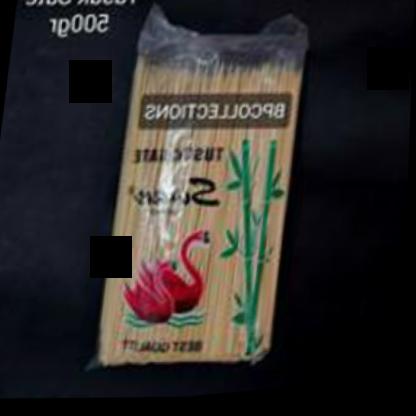 Tusuk Sate
500gr
BPCOLLECTIONS
TUSUK SATE
Swan
BEST QUALITY